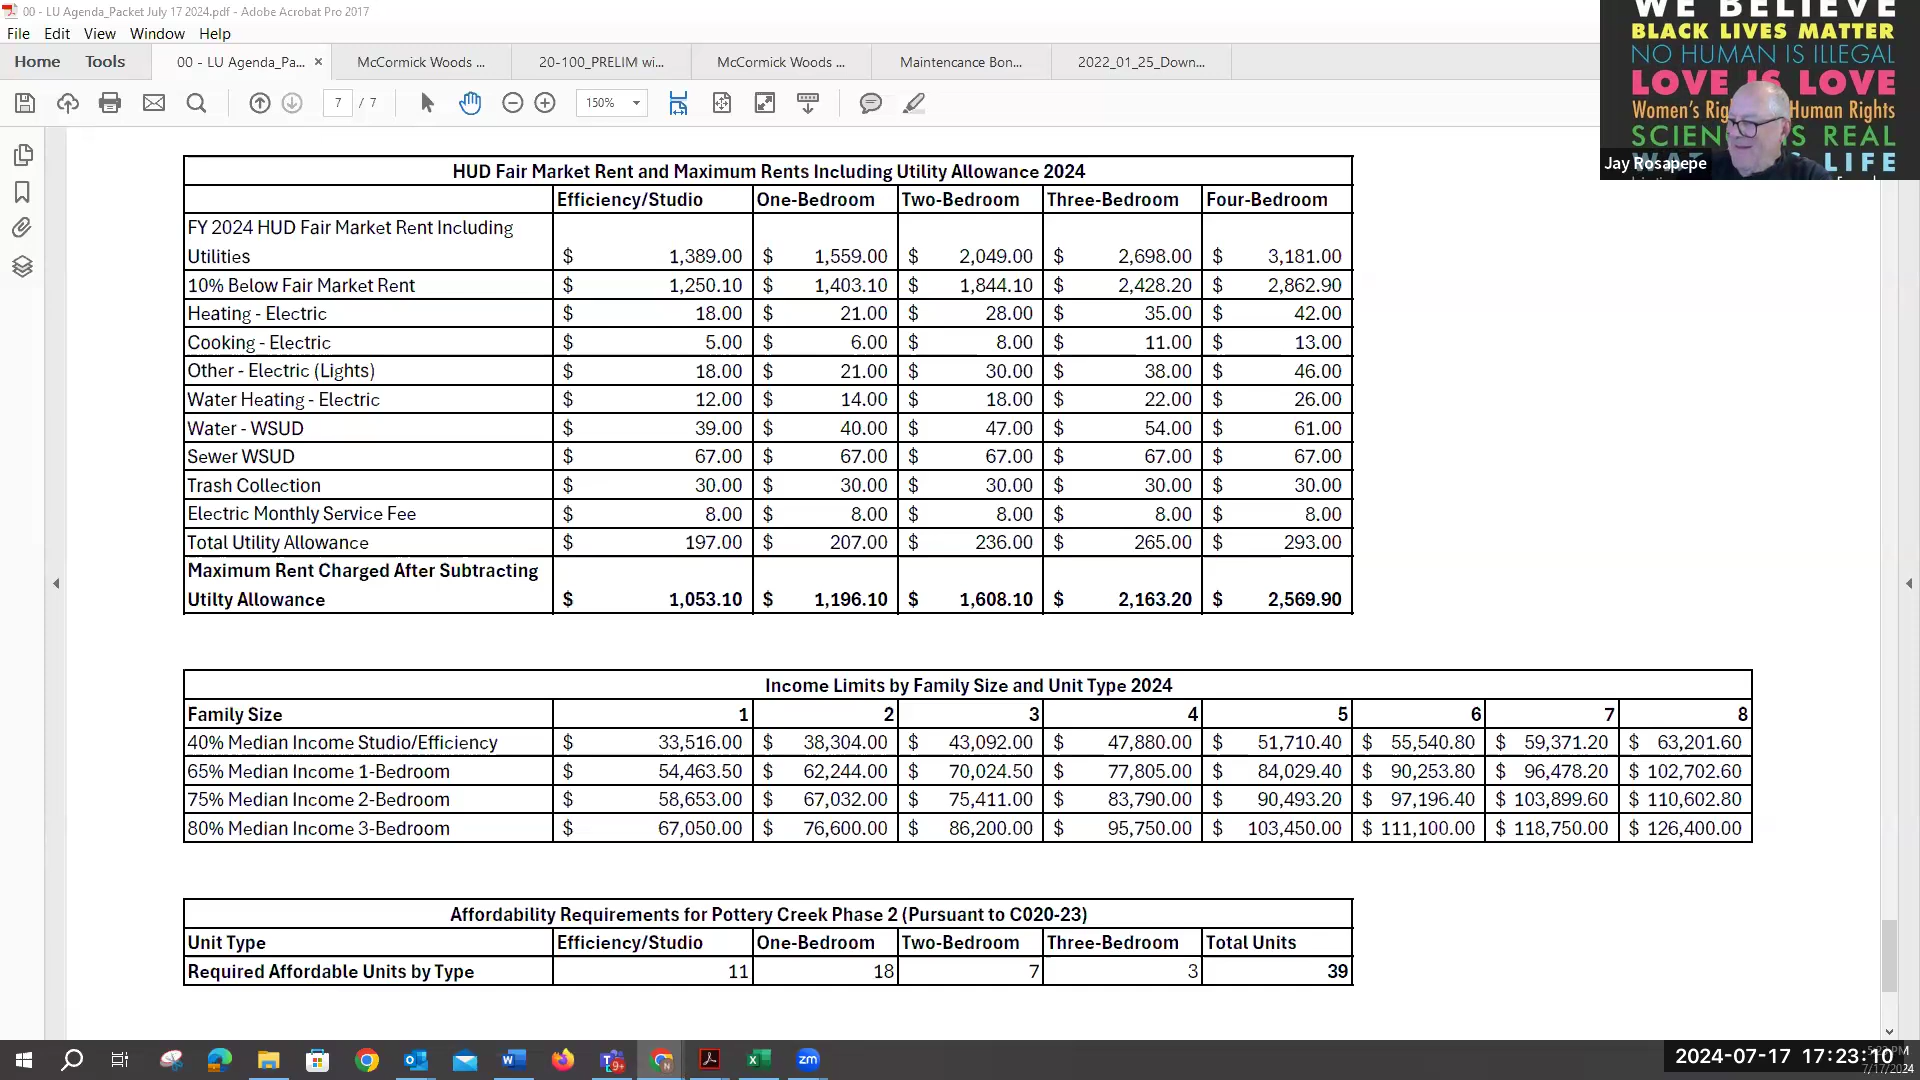 00 - LU Agenda_Packet July 17 2024.pdf - Adobe Acrobat Pro 2017
File Edit View Window Help
Home Tools 00 - LU Agenda_Pa... × McCormick Woods ... 20-100_PRELIM wi... McCormick Woods ... Maintencance Bon... 2022_01_25_Down...
7 / 7 150%
WE BELIEVE
BLACK LIVES MATTER
NO HUMAN IS ILLEGAL
LOVE IS LOVE
Women's Rig Human Rights
SCIEN IS REAL
LIFE
Jay Rosapepe
HUD Fair Market Rent and Maximum Rents Including Utility Allowance 2024
Efficiency/Studio One-Bedroom Two-Bedroom Three-Bedroom Four-Bedroom
FY 2024 HUD Fair Market Rent Including
Utilities $ 1,389.00 $ 1,559.00 $ 2,049.00 $ 2,698.00 $ 3,181.00
10% Below Fair Market Rent $ 1,250.10 $ 1,403.10 $ 1,844.10 $ 2,428.20 $ 2,862.90
Heating - Electric $ 18.00 $ 21.00 $ 28.00 $ 35.00 $ 42.00
Cooking - Electric $ 5.00 $ 6.00 $ 8.00 $ 11.00 $ 13.00
Other - Electric (Lights) $ 18.00 $ 21.00 $ 30.00 $ 38.00 $ 46.00
Water Heating - Electric $ 12.00 $ 14.00 $ 18.00 $ 22.00 $ 26.00
Water - WSUD $ 39.00 $ 40.00 $ 47.00 $ 54.00 $ 61.00
Sewer WSUD $ 67.00 $ 67.00 $ 67.00 $ 67.00 $ 67.00
Trash Collection $ 30.00 $ 30.00 $ 30.00 $ 30.00 $ 30.00
Electric Monthly Service Fee $ 8.00 $ 8.00 $ 8.00 $ 8.00 $ 8.00
Total Utility Allowance $ 197.00 $ 207.00 $ 236.00 $ 265.00 $ 293.00
Maximum Rent Charged After Subtracting
Utilty Allowance $ 1,053.10 $ 1,196.10 $ 1,608.10 $ 2,163.20 $ 2,569.90
Income Limits by Family Size and Unit Type 2024
Family Size 1 2 3 4 5 6 7 8
40% Median Income Studio/Efficiency $ 33,516.00 $ 38,304.00 $ 43,092.00 $ 47,880.00 $ 51,710.40 $ 55,540.80 $ 59,371.20 $ 63,201.60
65% Median Income 1-Bedroom $ 54,463.50 $ 62,244.00 $ 70,024.50 $ 77,805.00 $ 84,029.40 $ 90,253.80 $ 96,478.20 $ 102,702.60
75% Median Income 2-Bedroom $ 58,653.00 $ 67,032.00 $ 75,411.00 $ 83,790.00 $ 90,493.20 $ 97,196.40 $ 103,899.60 $ 110,602.80
80% Median Income 3-Bedroom $ 67,050.00 $ 76,600.00 $ 86,200.00 $ 95,750.00 $ 103,450.00 $ 111,100.00 $ 118,750.00 $ 126,400.00
Affordability Requirements for Pottery Creek Phase 2 (Pursuant to C020-23)
Unit Type Efficiency/Studio One-Bedroom Two-Bedroom Three-Bedroom Total Units
Required Affordable Units by Type 11 18 7 3 39
2024-07-17 17:23:10
7/17/2024